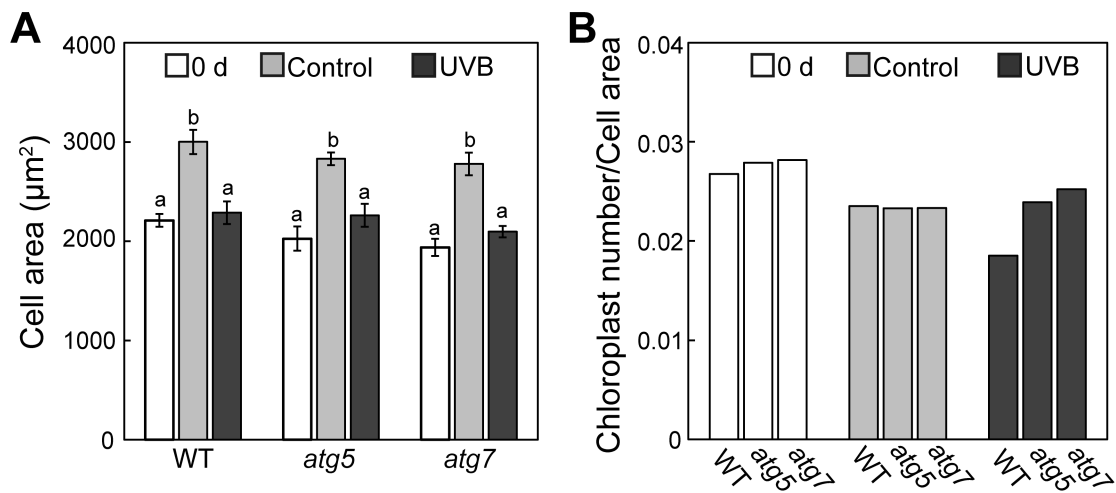 A
Cell area (μm²)
4000
3000
2000
1000
0
0 d Control UVB
b
b
b
a
a
a
a
a
a
WT atg5 atg7
B
Chloroplast number/Cell area
0.04
0.03
0.02
0.01
0
0 d Control UVB
WT atg5 atg7 WT atg5 atg7 WT atg5 atg7